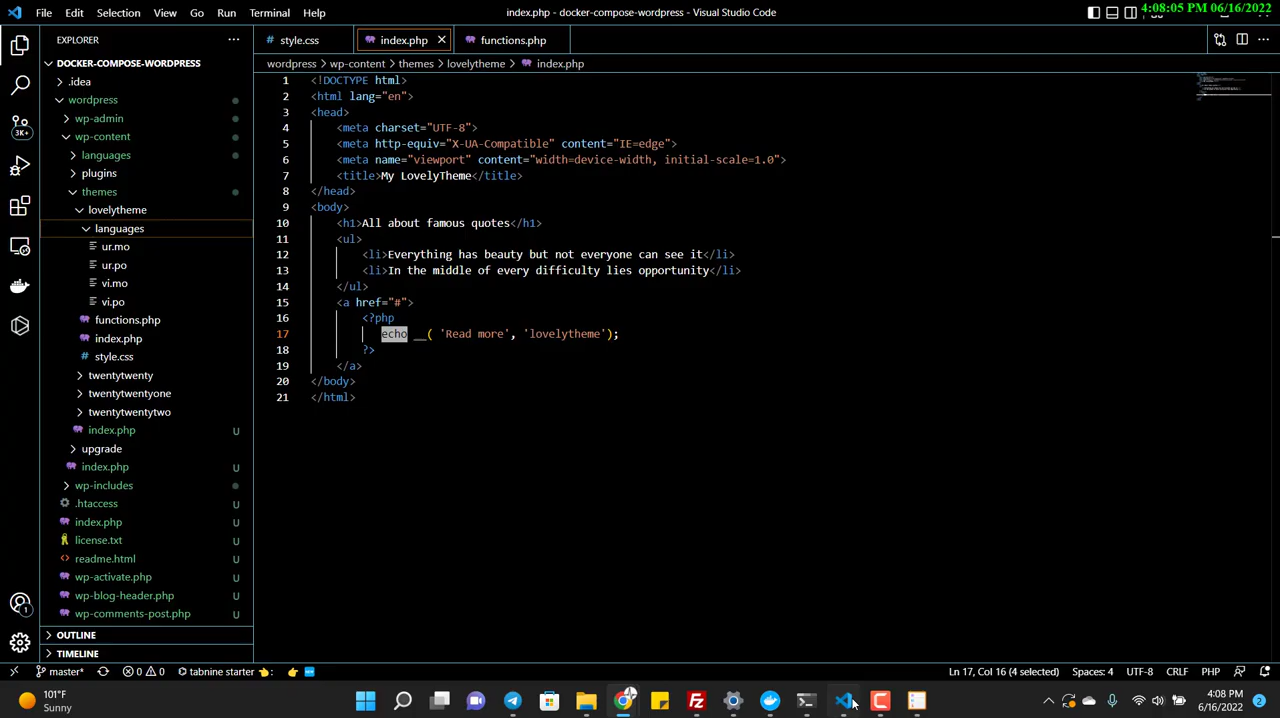 File Edit Selection View Go Run Terminal Help
index.php - docker-compose-wordpress - Visual Studio Code
4:08:05 PM 06/16/2022
EXPLORER
style.css
index.php
functions.php
DOCKER-COMPOSE-WORDPRESS
wordpress > wp-content > themes > lovelytheme > index.php
.idea
wordpress
wp-admin
wp-content
languages
plugins
themes
lovelytheme
languages
ur.mo
ur.po
vi.mo
vi.po
functions.php
index.php
style.css
twentytwenty
twentytwentyone
twentytwentytwo
index.php U
upgrade
index.php U
wp-includes
.htaccess U
index.php U
license.txt U
readme.html U
wp-activate.php U
wp-blog-header.php U
wp-comments-post.php U
OUTLINE
TIMELINE
3K+
1
1 <!DOCTYPE html>
2 <html lang="en">
3 <head>
4 <meta charset="UTF-8">
5 <meta http-equiv="X-UA-Compatible" content="IE=edge">
6 <meta name="viewport" content="width=device-width, initial-scale=1.0">
7 <title>My LovelyTheme</title>
8 </head>
9 <body>
10 <h1>All about famous quotes</h1>
11 <ul>
12 <li>Everything has beauty but not everyone can see it</li>
13 <li>In the middle of every difficulty lies opportunity</li>
14 </ul>
15 <a href="#">
16 <?php
17 echo __( 'Read more', 'lovelytheme');
18 ?>
19 </a>
20 </body>
21 </html>
master* 0 0 tabnine starter
Ln 17, Col 16 (4 selected) Spaces: 4 UTF-8 CRLF PHP
101°F
Sunny
4:08 PM
6/16/2022
2